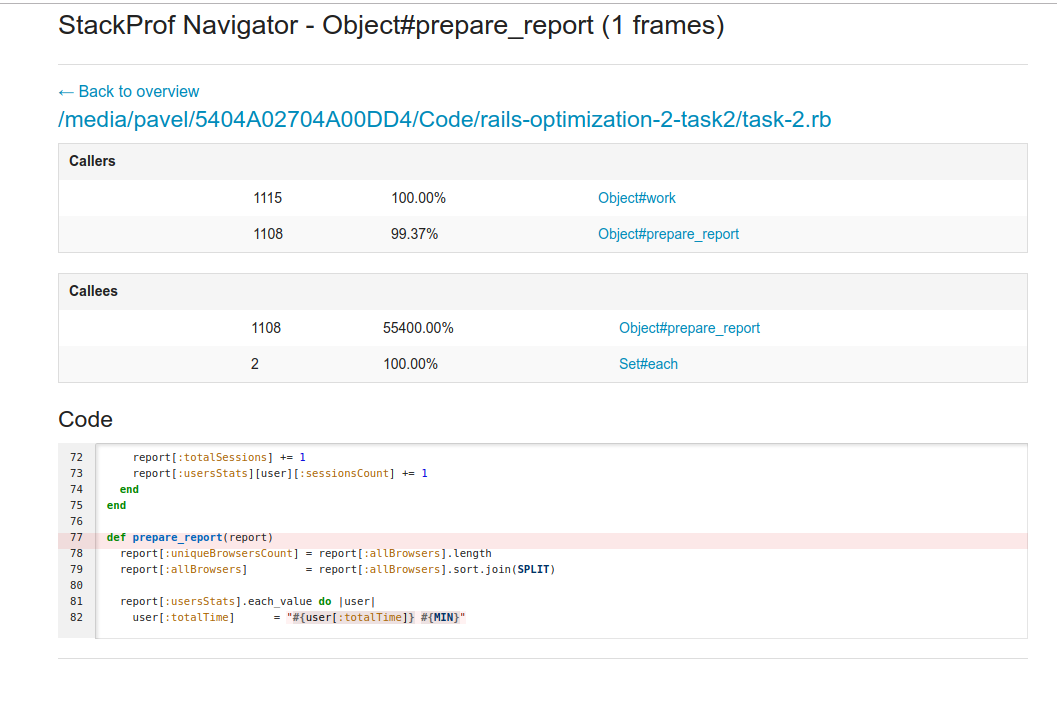 StackProf Navigator - Object#prepare_report (1 frames)
← Back to overview
/media/pavel/5404A02704A00DD4/Code/rails-optimization-2-task2/task-2.rb
Callers
1115 100.00% Object#work
1108 99.37% Object#prepare_report
Callees
1108 55400.00% Object#prepare_report
2 100.00% Set#each
Code
72     report[:totalSessions] += 1
73     report[:usersStats][user][:sessionsCount] += 1
74   end
75 end
76
77 def prepare_report(report)
78   report[:uniqueBrowsersCount] = report[:allBrowsers].length
79   report[:allBrowsers]         = report[:allBrowsers].sort.join(SPLIT)
80
81   report[:usersStats].each_value do |user|
82     user[:totalTime]      = "#{user[:totalTime]} #{MIN}"